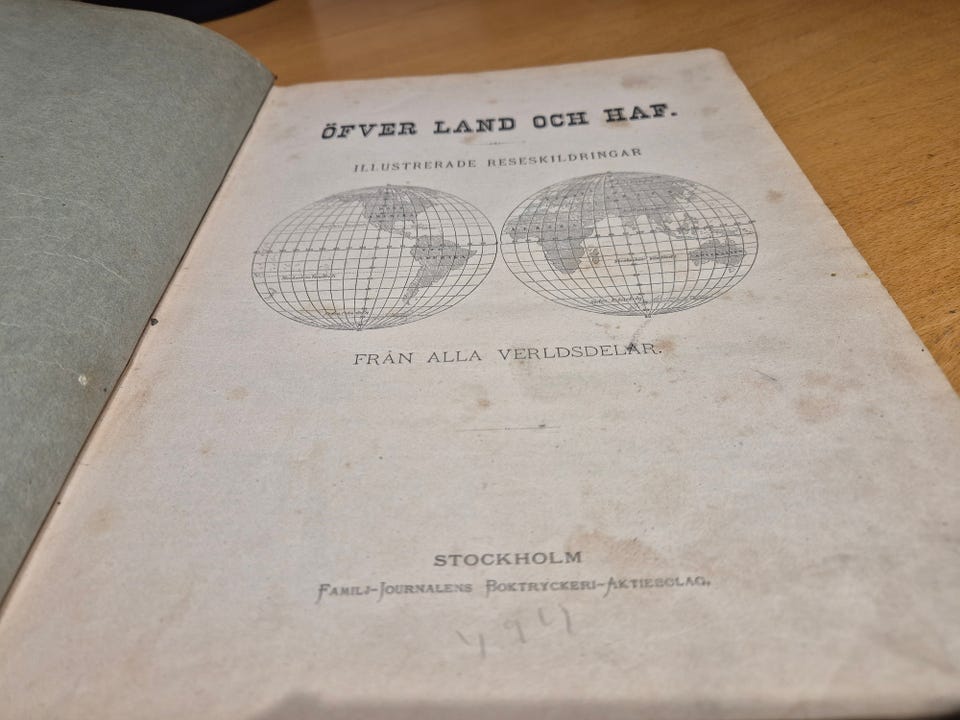 ÖFVER LAND OCH HAF.
ILLUSTRERADE RESESKILDRINGAR
FRÅN ALLA VERLDSDELAR.
STOCKHOLM
FAMILJ-JOURNALENS BOKTRYCKERI-AKTIEBOLAG.